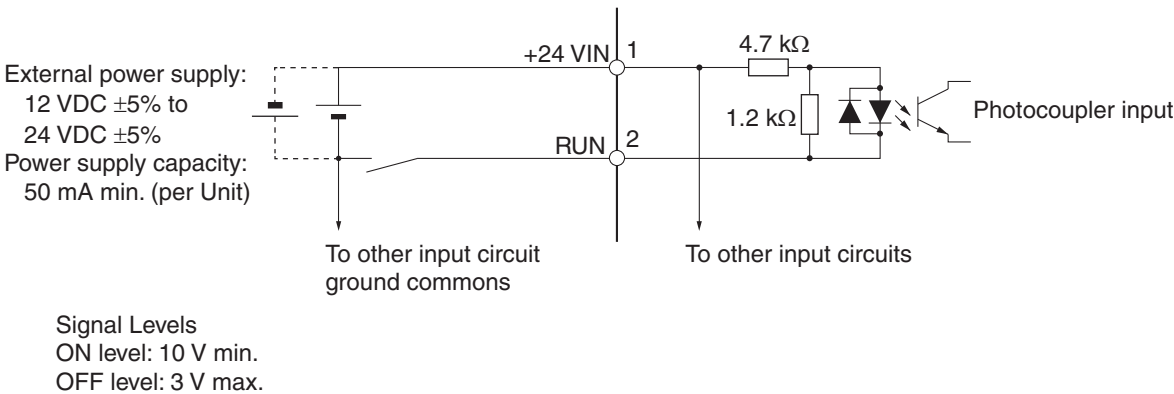 +24 VIN
1
4.7 kΩ
External power supply:
12 VDC ±5% to
24 VDC ±5%
Power supply capacity:
50 mA min. (per Unit)
1.2 kΩ
Photocoupler input
RUN
2
To other input circuit
ground commons
To other input circuits
Signal Levels
ON level: 10 V min.
OFF level: 3 V max.